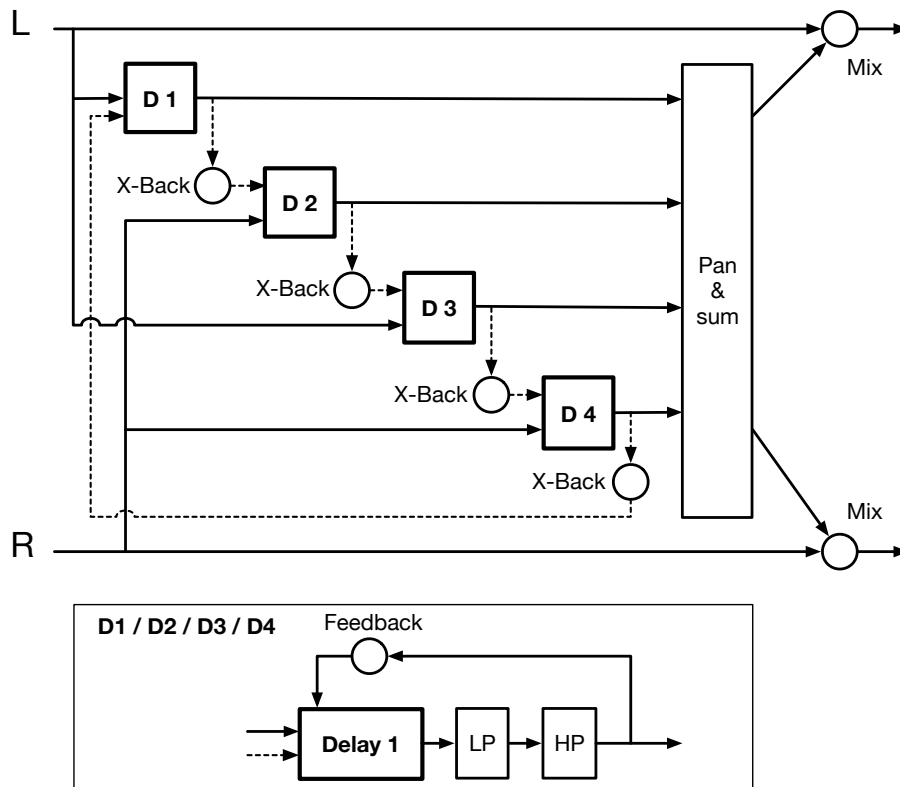 L
Mix
D 1
X-Back
D 2
X-Back
D 3
Pan
&
sum
X-Back
D 4
X-Back
Mix
R
D1 / D2 / D3 / D4
Feedback
Delay 1
LP
HP